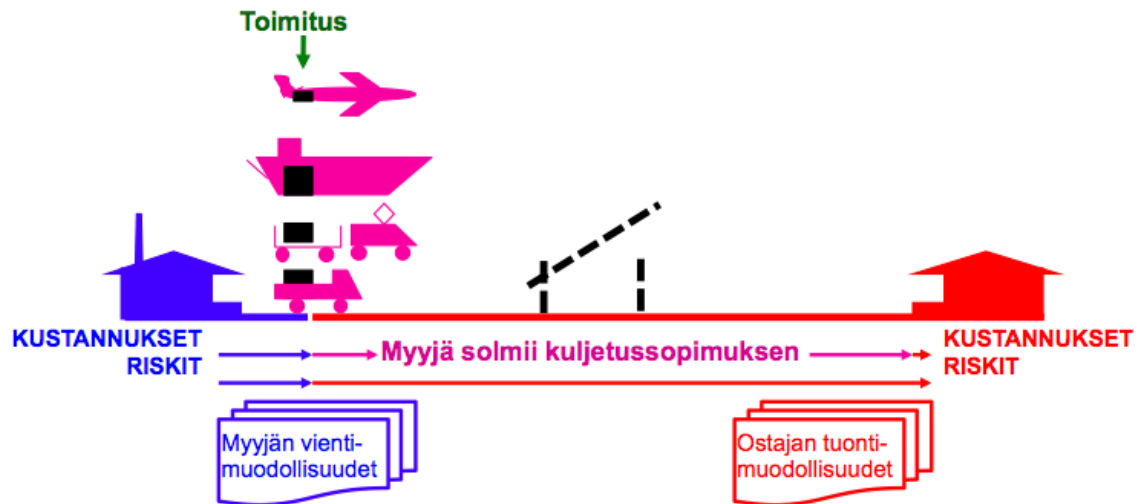 Toimitus
KUSTANNUKSET
RISKIT
Myyjä solmii kuljetussopimuksen
KUSTANNUKSET
RISKIT
Myyjän vienti-
muodollisuudet
Ostajan tuonti-
muodollisuudet